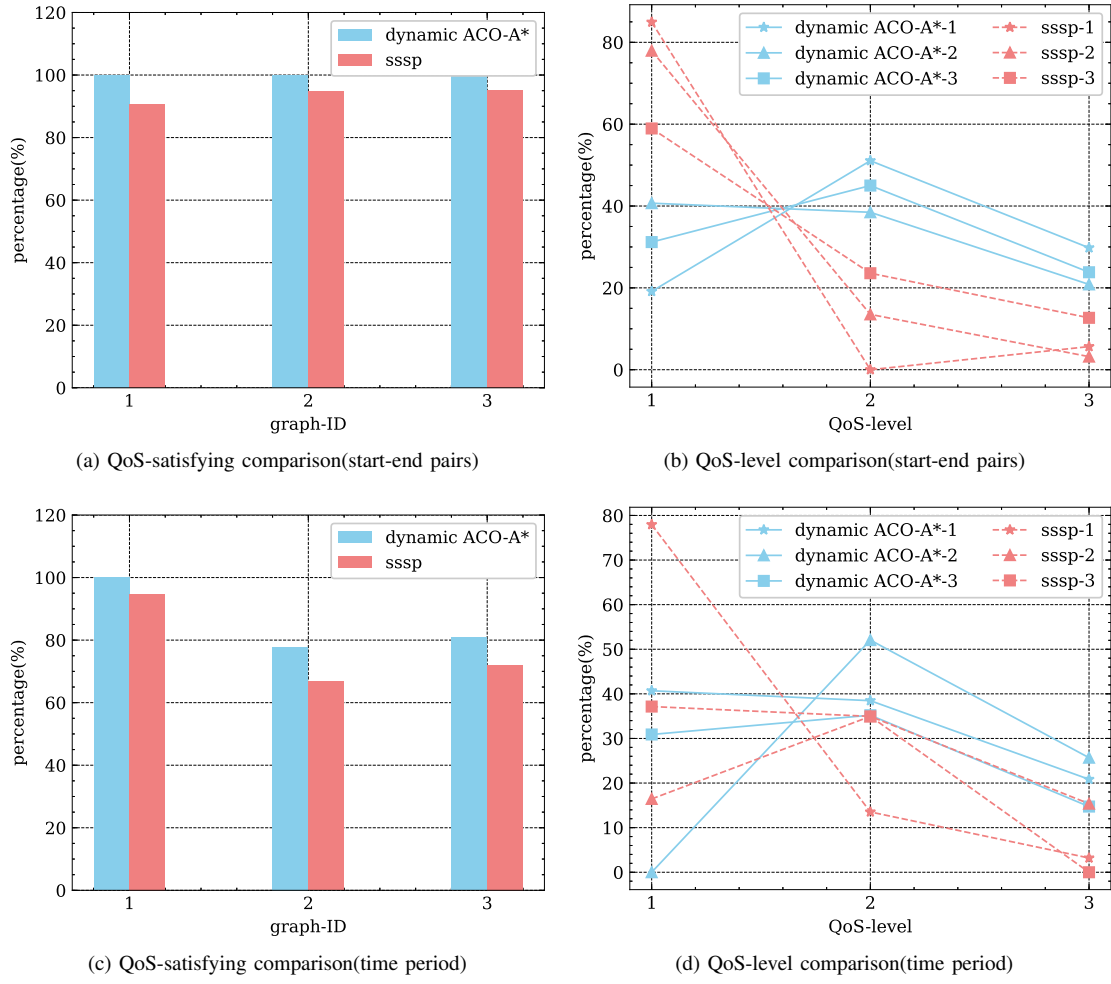 120
100
80
60
40
20
0
percentage(%)
dynamic ACO-A*
sssp
1 2 3
graph-ID
(a) QoS-satisfying comparison(start-end pairs)
80
60
40
20
0
percentage(%)
dynamic ACO-A*-1 sssp-1
dynamic ACO-A*-2 sssp-2
dynamic ACO-A*-3 sssp-3
1 2 3
QoS-level
(b) QoS-level comparison(start-end pairs)
120
100
80
60
40
20
0
percentage(%)
dynamic ACO-A*
sssp
1 2 3
graph-ID
(c) QoS-satisfying comparison(time period)
80
70
60
50
40
30
20
10
0
percentage(%)
dynamic ACO-A*-1 sssp-1
dynamic ACO-A*-2 sssp-2
dynamic ACO-A*-3 sssp-3
1 2 3
QoS-level
(d) QoS-level comparison(time period)